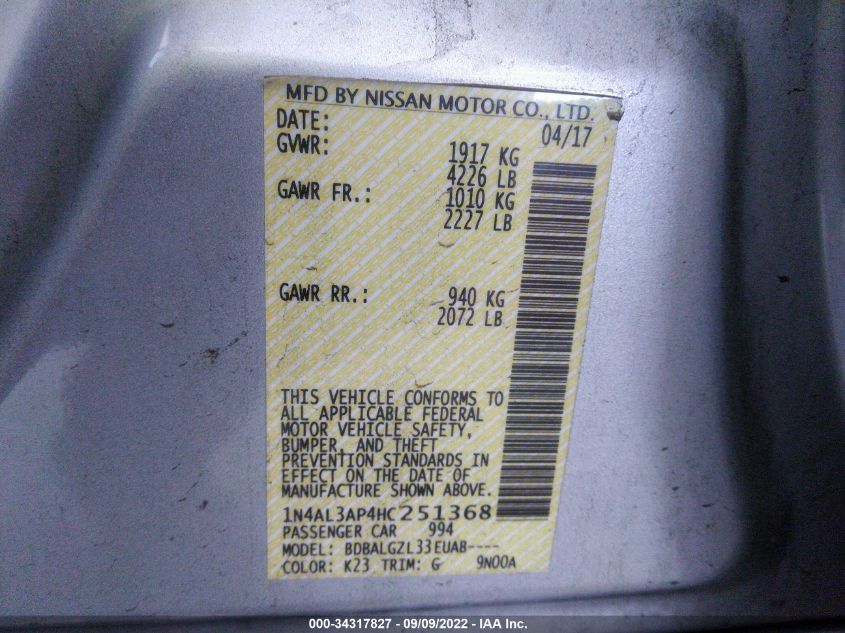 MFD BY NISSAN MOTOR CO., LTD.
DATE: 04/17
GVWR: 1917 KG
4226 LB
GAWR FR.: 1010 KG
2227 LB
GAWR RR.: 940 KG
2072 LB
THIS VEHICLE CONFORMS TO
ALL APPLICABLE FEDERAL
MOTOR VEHICLE SAFETY,
BUMPER, AND THEFT
PREVENTION STANDARDS IN
EFFECT ON THE DATE OF
MANUFACTURE SHOWN ABOVE.
1N4AL3AP4HC251368
PASSENGER CAR 994
MODEL: BDBALGZL33EUAB----
COLOR: K23 TRIM: G 9N00A
000-34317827 - 09/09/2022 - IAA Inc.